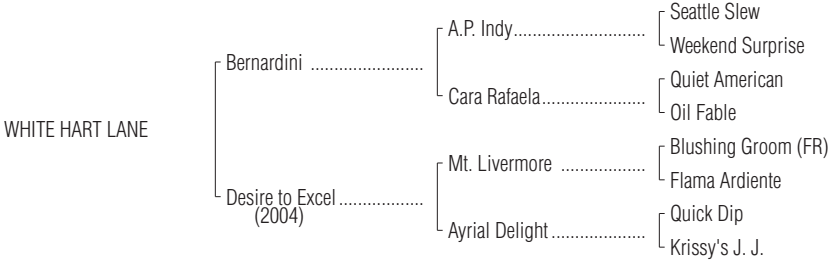 Seattle Slew
A.P. Indy..............................
Weekend Surprise
Bernardini .........................
Quiet American
Cara Rafaela.......................
Oil Fable
WHITE HART LANE
Blushing Groom (FR)
Mt. Livermore ...................
Flama Ardiente
Desire to Excel ...................
(2004)
Quick Dip
Ayrial Delight .....................
Krissy's J. J.